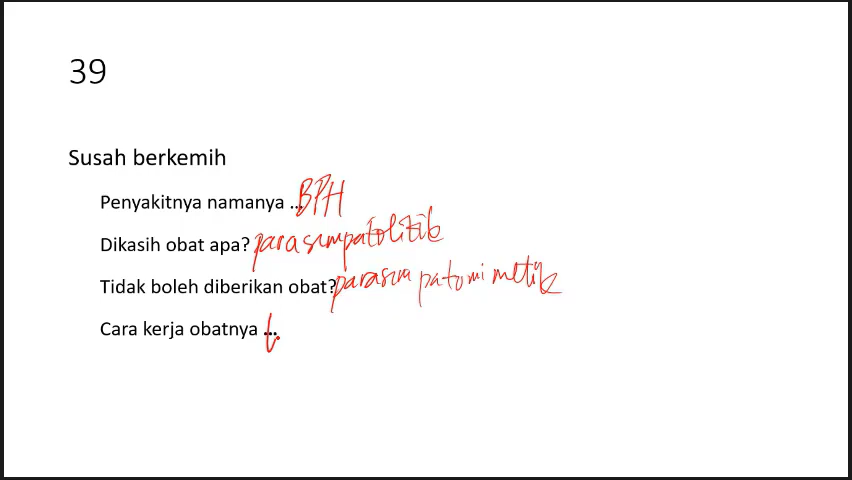 39
Susah berkemih
Penyakitnya namanya ... BPH
Dikasih obat apa? parasimpatolitik
Tidak boleh diberikan obat? parasimpatomimetik
Cara kerja obatnya ...